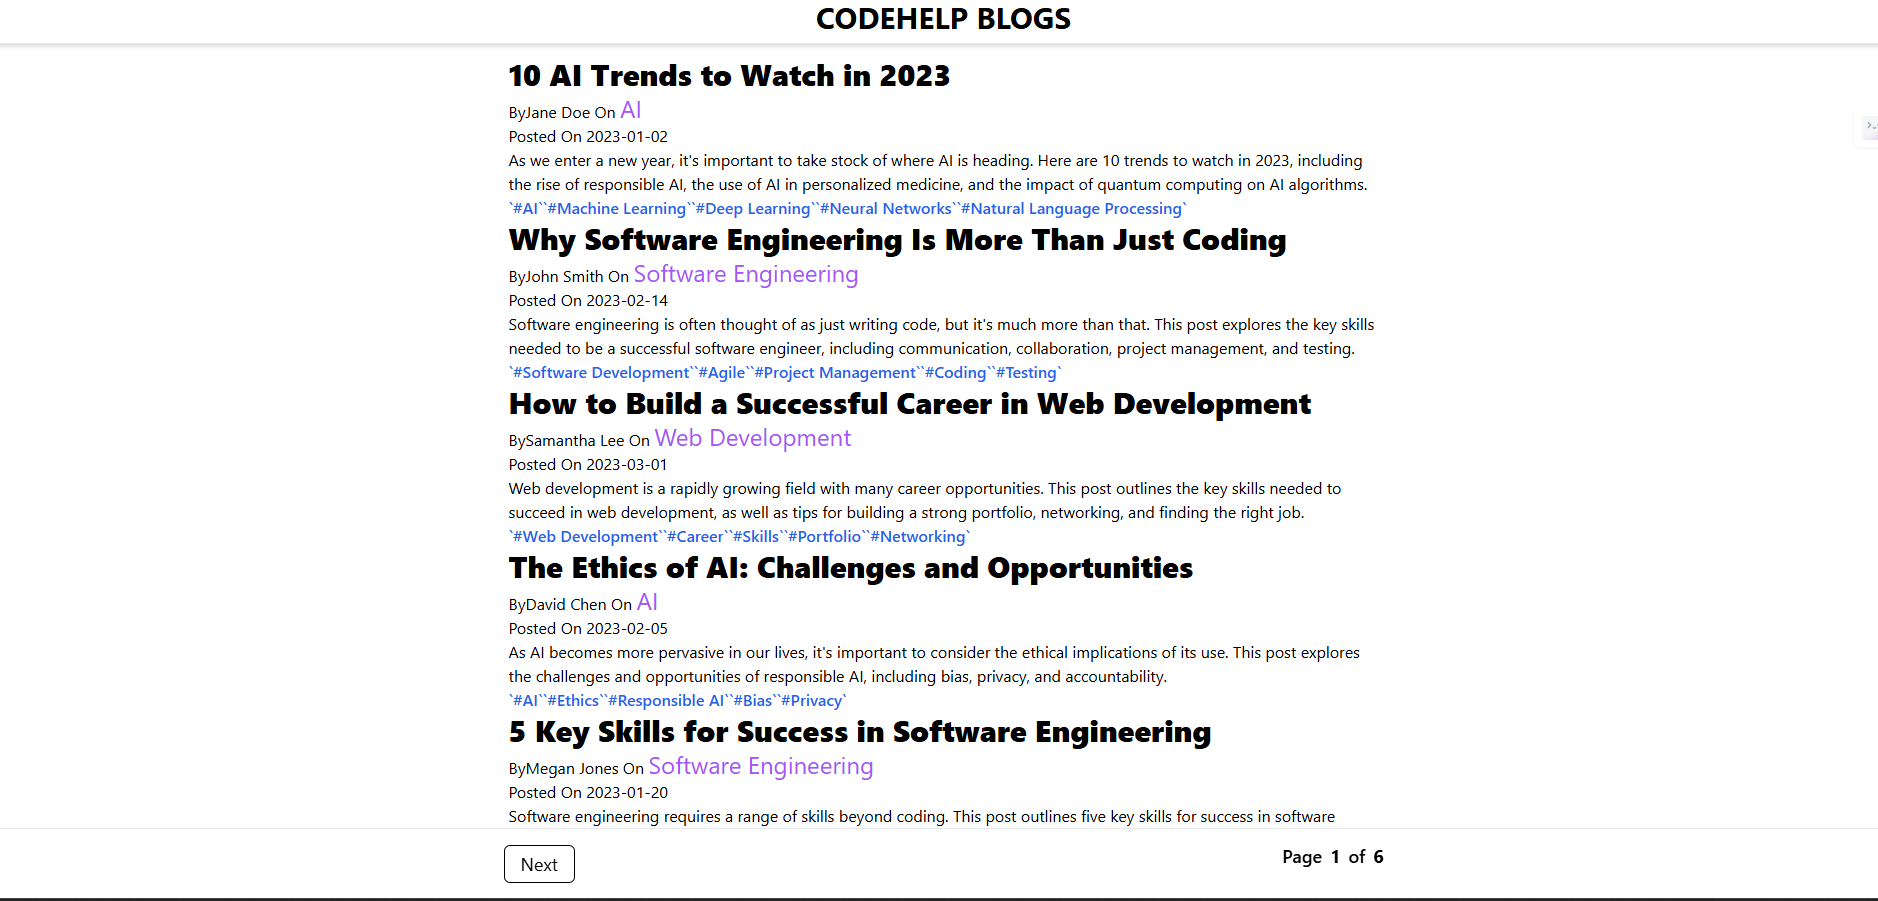 CODEHELP BLOGS
10 AI Trends to Watch in 2023
ByJane Doe On AI
Posted On 2023-01-02
As we enter a new year, it's important to take stock of where AI is heading. Here are 10 trends to watch in 2023, including
the rise of responsible AI, the use of AI in personalized medicine, and the impact of quantum computing on AI algorithms.
`#AI``#Machine Learning``#Deep Learning``#Neural Networks``#Natural Language Processing`
Why Software Engineering Is More Than Just Coding
ByJohn Smith On Software Engineering
Posted On 2023-02-14
Software engineering is often thought of as just writing code, but it's much more than that. This post explores the key skills
needed to be a successful software engineer, including communication, collaboration, project management, and testing.
`#Software Development``#Agile``#Project Management``#Coding``#Testing`
How to Build a Successful Career in Web Development
BySamantha Lee On Web Development
Posted On 2023-03-01
Web development is a rapidly growing field with many career opportunities. This post outlines the key skills needed to
succeed in web development, as well as tips for building a strong portfolio, networking, and finding the right job.
`#Web Development``#Career``#Skills``#Portfolio``#Networking`
The Ethics of AI: Challenges and Opportunities
ByDavid Chen On AI
Posted On 2023-02-05
As AI becomes more pervasive in our lives, it's important to consider the ethical implications of its use. This post explores
the challenges and opportunities of responsible AI, including bias, privacy, and accountability.
`#AI``#Ethics``#Responsible AI``#Bias``#Privacy`
5 Key Skills for Success in Software Engineering
ByMegan Jones On Software Engineering
Posted On 2023-01-20
Software engineering requires a range of skills beyond coding. This post outlines five key skills for success in software
Next
Page 1 of 6